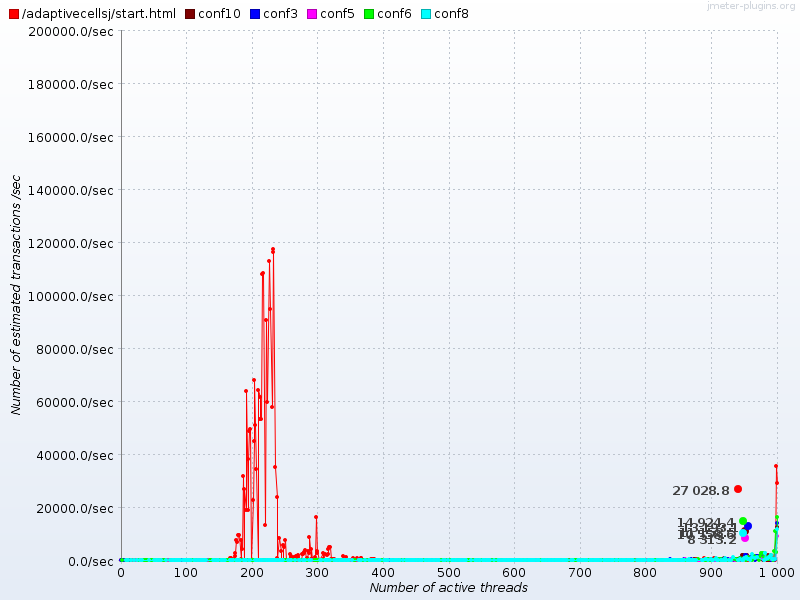 jmeter-plugins.org
/adaptivecellsj/start.html conf10 conf3 conf5 conf6 conf8
200000.0/sec
180000.0/sec
160000.0/sec
140000.0/sec
120000.0/sec
100000.0/sec
80000.0/sec
60000.0/sec
40000.0/sec
20000.0/sec
0.0/sec
Number of estimated transactions /sec
27 028.8
14 924.4
8 313.2
0 100 200 300 400 500 600 700 800 900 1 000
Number of active threads